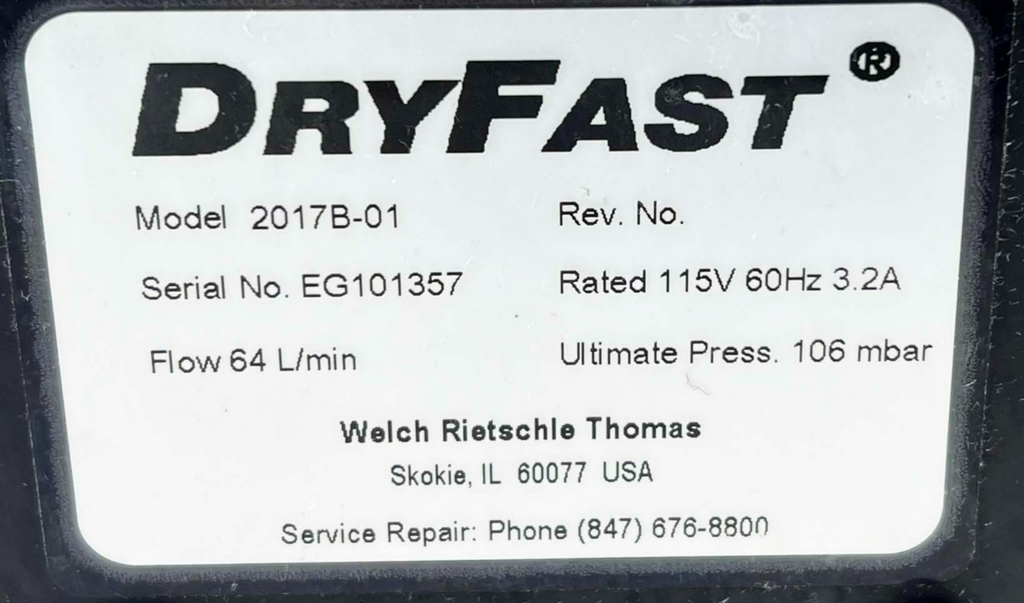 DRYFAST®
Model 2017B-01 Rev. No.
Serial No. EG101357 Rated 115V 60Hz 3.2A
Flow 64 L/min Ultimate Press. 106 mbar
Welch Rietschle Thomas
Skokie, IL 60077 USA
Service Repair: Phone (847) 676-8800